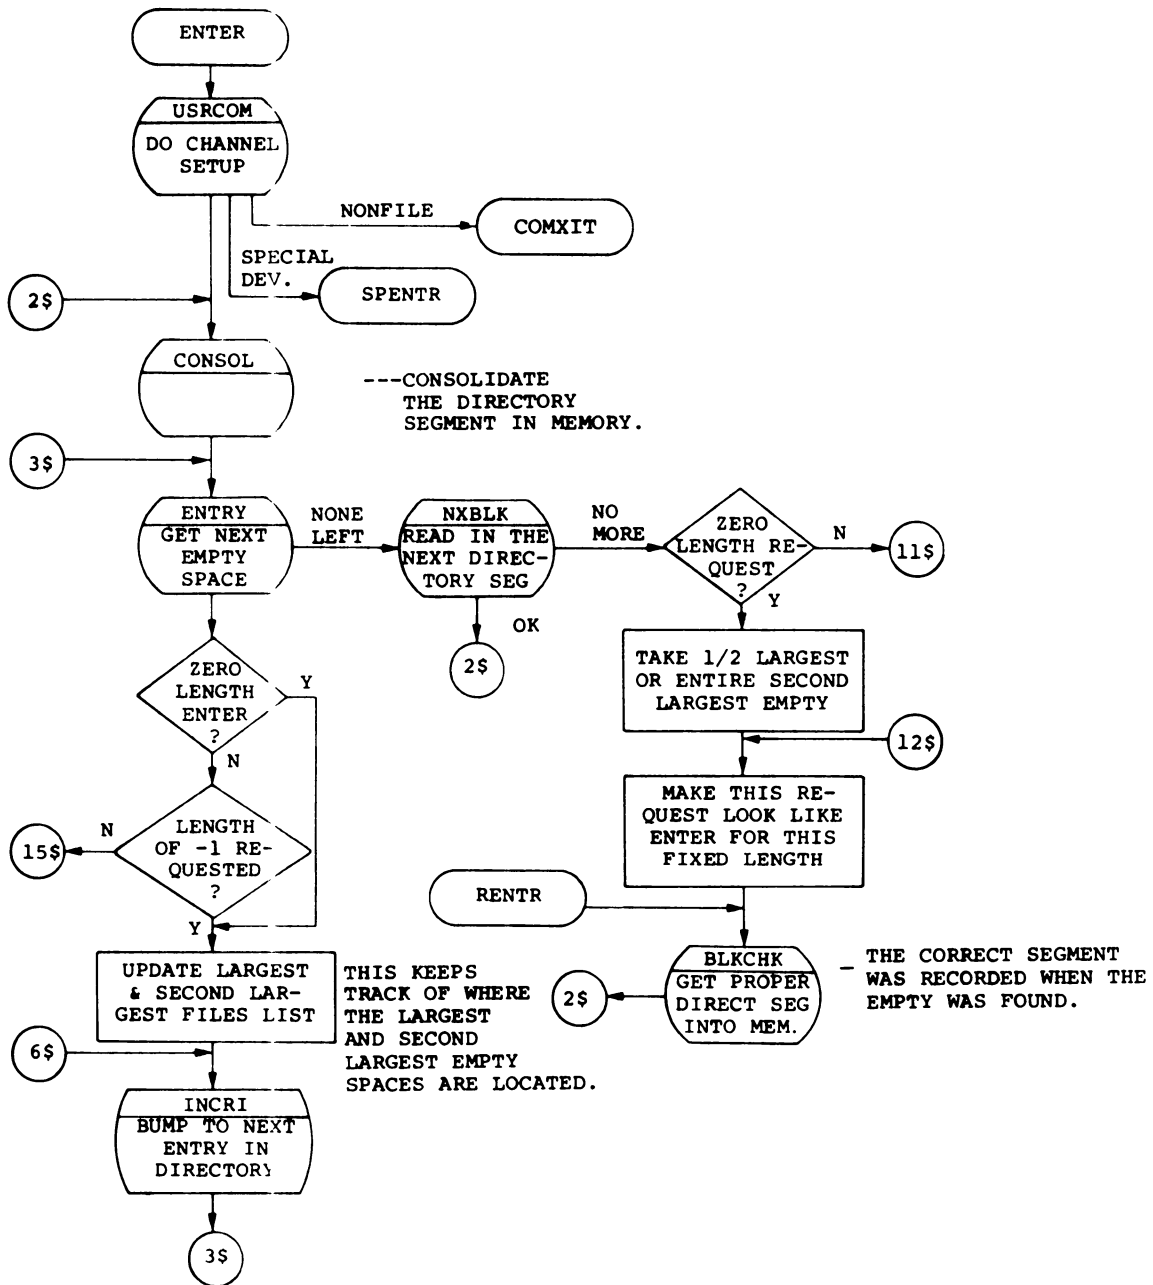 ENTER
USRCOM
DO CHANNEL
SETUP
NONFILE
COMXIT
SPECIAL
DEV.
SPENTR
2$
CONSOL
---CONSOLIDATE
THE DIRECTORY
SEGMENT IN MEMORY.
3$
ENTRY
GET NEXT
EMPTY
SPACE
NONE
LEFT
NXBLK
READ IN THE
NEXT DIREC-
TORY SEG
NO
MORE
ZERO
LENGTH RE-
QUEST
?
N
11$
Y
OK
2$
TAKE 1/2 LARGEST
OR ENTIRE SECOND
LARGEST EMPTY
12$
MAKE THIS RE-
QUEST LOOK LIKE
ENTER FOR THIS
FIXED LENGTH
RENTR
BLKCHK
GET PROPER
DIRECT SEG
INTO MEM.
2$
- THE CORRECT SEGMENT
WAS RECORDED WHEN THE
EMPTY WAS FOUND.
ZERO
LENGTH
ENTER
?
Y
N
LENGTH
OF -1 RE-
QUESTED
?
N
15$
Y
UPDATE LARGEST
& SECOND LAR-
GEST FILES LIST
THIS KEEPS
TRACK OF WHERE
THE LARGEST
AND SECOND
LARGEST EMPTY
SPACES ARE LOCATED.
6$
INCRI
BUMP TO NEXT
ENTRY IN
DIRECTORY
3$